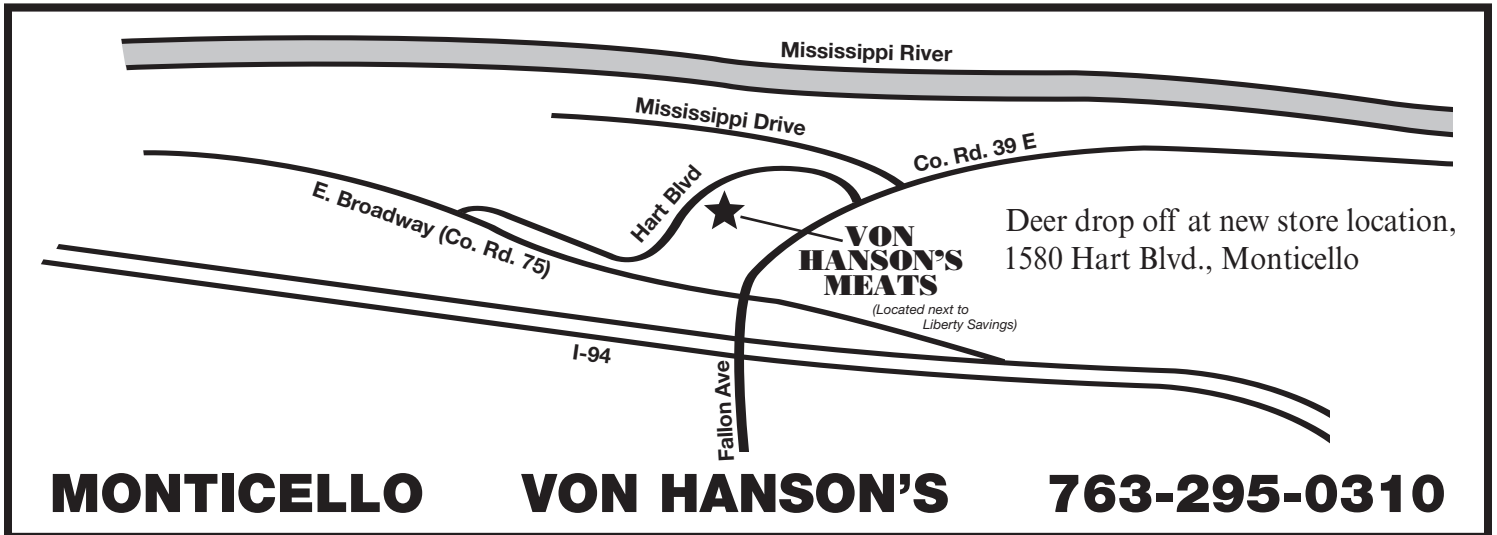 Mississippi River
Mississippi Drive
Co. Rd. 39 E
Hart Blvd
E. Broadway (Co. Rd. 75)
VON
HANSON'S
MEATS
(Located next to
Liberty Savings)
Deer drop off at new store location,
1580 Hart Blvd., Monticello
I-94
Fallon Ave
MONTICELLO VON HANSON'S 763-295-0310